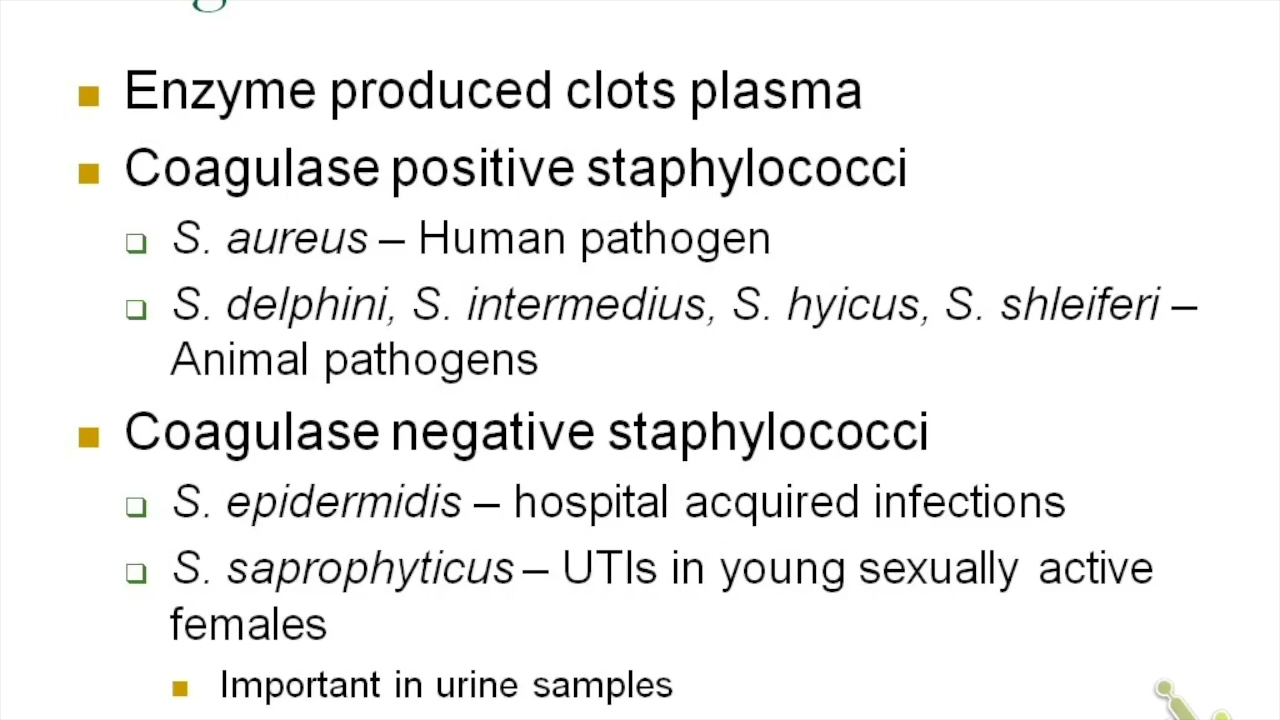 Enzyme produced clots plasma
Coagulase positive staphylococci
S. aureus – Human pathogen
S. delphini, S. intermedius, S. hyicus, S. shleiferi –
Animal pathogens
Coagulase negative staphylococci
S. epidermidis – hospital acquired infections
S. saprophyticus – UTIs in young sexually active
females
Important in urine samples